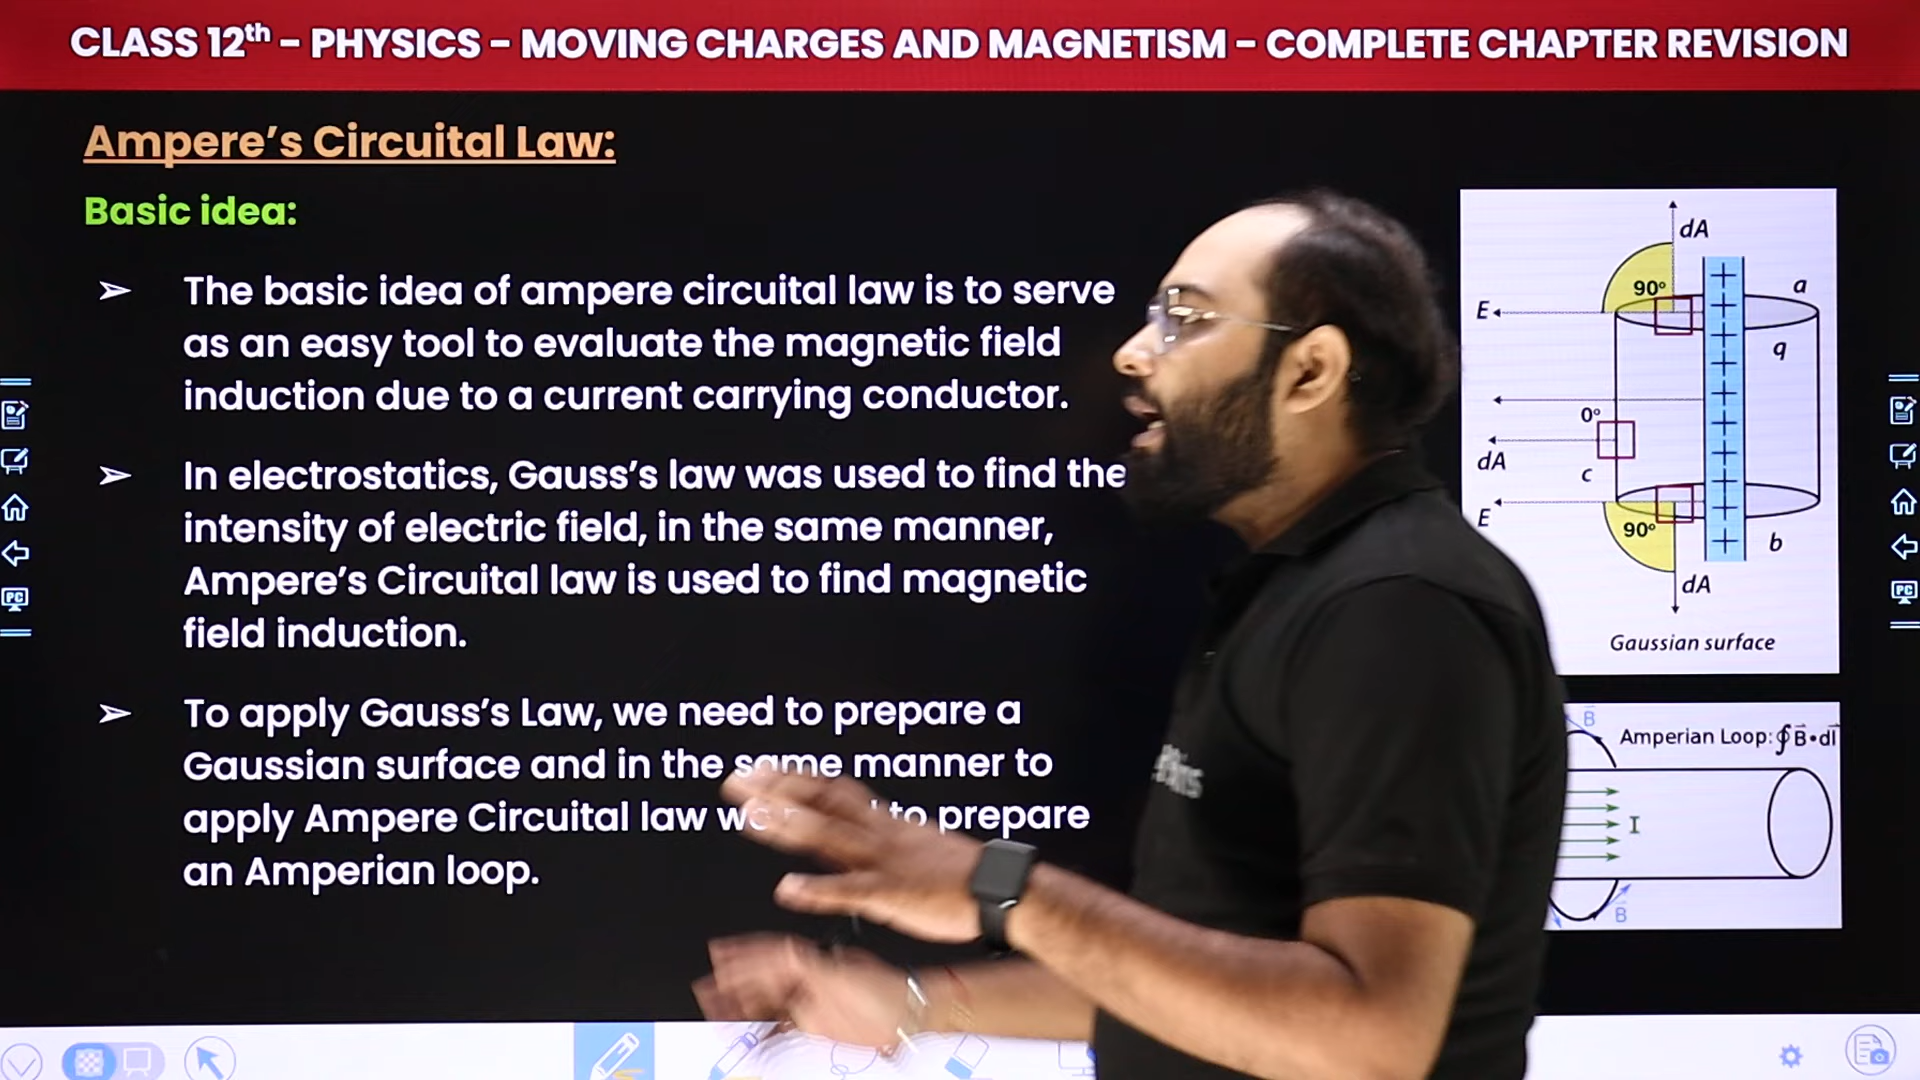 CLASS 12th – PHYSICS – MOVING CHARGES AND MAGNETISM – COMPLETE CHAPTER REVISION
Ampere's Circuital Law:
Basic idea:
➢ The basic idea of ampere circuital law is to serve
as an easy tool to evaluate the magnetic field
induction due to a current carrying conductor.
➢ In electrostatics, Gauss's law was used to find the
intensity of electric field, in the same manner,
Ampere's Circuital law is used to find magnetic
field induction.
➢ To apply Gauss's Law, we need to prepare a
Gaussian surface and in the same manner to
apply Ampere Circuital law to prepare
an Amperian loop.
dA
90°
a
E
q
0°
dA
c
E
90°
b
dA
Gaussian surface
B
Amperian Loop: ∮B•dl
I
B
PC
PC